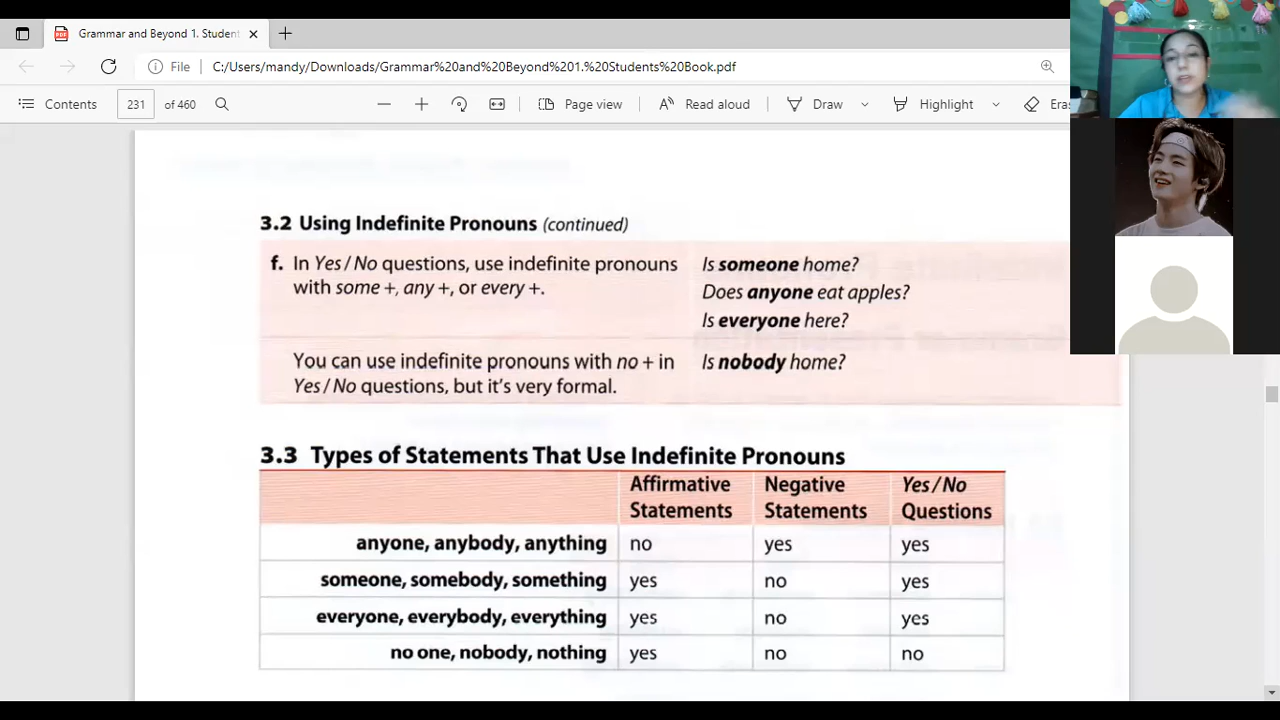 Grammar and Beyond 1. Student
File C:/Users/mandy/Downloads/Grammar%20and%20Beyond%201.%20Students%20Book.pdf
Contents 231 of 460 Page view Read aloud Draw Highlight Eras
3.2 Using Indefinite Pronouns (continued)
f. In Yes/No questions, use indefinite pronouns Is someone home?
with some +, any +, or every +. Does anyone eat apples?
Is everyone here?
You can use indefinite pronouns with no + in Is nobody home?
Yes/No questions, but it's very formal.
3.3 Types of Statements That Use Indefinite Pronouns
Affirmative Negative Yes/No
Statements Statements Questions
anyone, anybody, anything no yes yes
someone, somebody, something yes no yes
everyone, everybody, everything yes no yes
no one, nobody, nothing yes no no